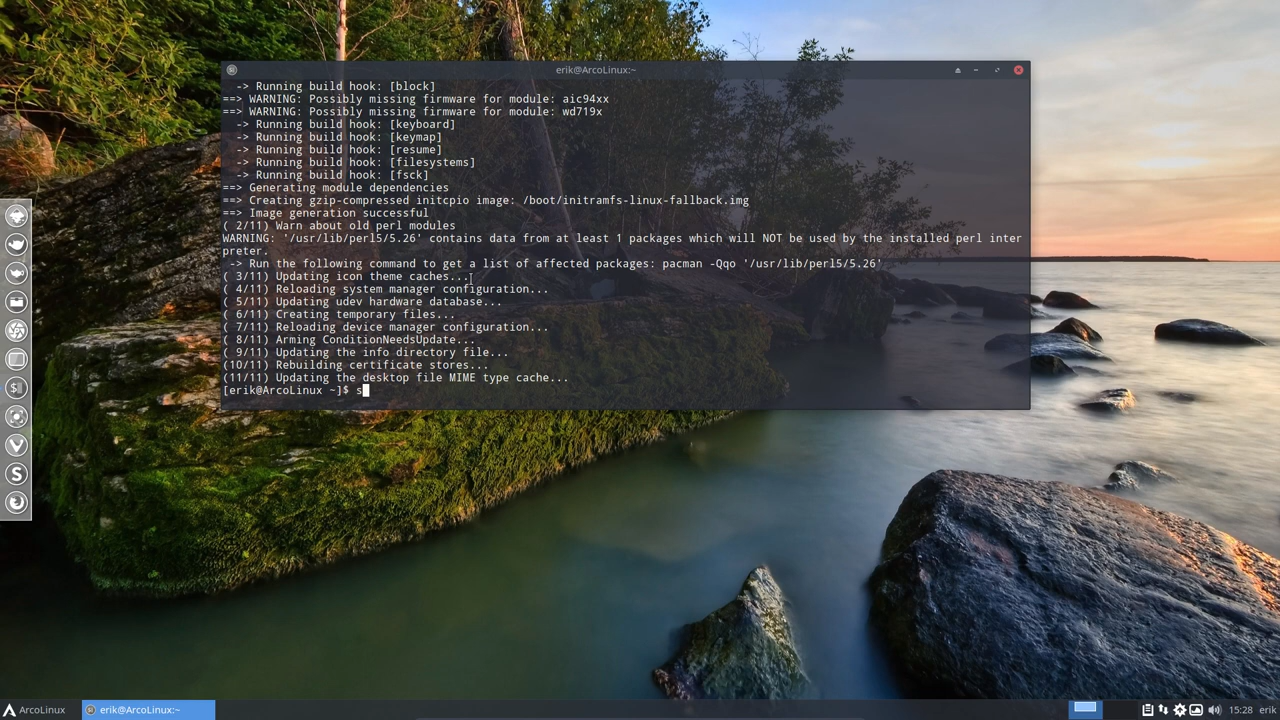 erik@ArcoLinux:~
-> Running build hook: [block]
==> WARNING: Possibly missing firmware for module: aic94xx
==> WARNING: Possibly missing firmware for module: wd719x
-> Running build hook: [keyboard]
-> Running build hook: [keymap]
-> Running build hook: [resume]
-> Running build hook: [filesystems]
-> Running build hook: [fsck]
==> Generating module dependencies
==> Creating gzip-compressed initcpio image: /boot/initramfs-linux-fallback.img
==> Image generation successful
( 2/11) Warn about old perl modules
WARNING: '/usr/lib/perl5/5.26' contains data from at least 1 packages which will NOT be used by the installed perl inter
preter.
-> Run the following command to get a list of affected packages: pacman -Qqo '/usr/lib/perl5/5.26'
( 3/11) Updating icon theme caches...
( 4/11) Reloading system manager configuration...
( 5/11) Updating udev hardware database...
( 6/11) Creating temporary files...
( 7/11) Reloading device manager configuration...
( 8/11) Arming ConditionNeedsUpdate...
( 9/11) Updating the info directory file...
(10/11) Rebuilding certificate stores...
(11/11) Updating the desktop file MIME type cache...
[erik@ArcoLinux ~]$ s
ArcoLinux
erik@ArcoLinux:~
15:28 erik